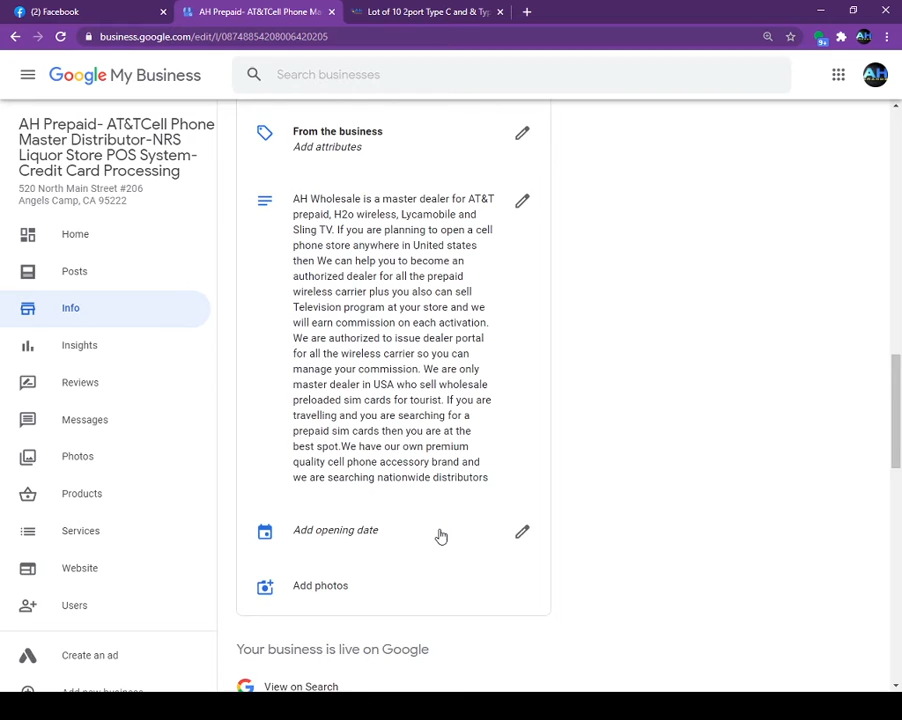 (2) Facebook
AH Prepaid- AT&TCell Phone Ma
Lot of 10 2port Type C and & Typ
business.google.com/edit/l/08748854208006420205
9+
AH
Google My Business
Search businesses
AH
AH Prepaid- AT&TCell Phone
Master Distributor-NRS
Liquor Store POS System-
Credit Card Processing
520 North Main Street #206
Angels Camp, CA 95222
Home
Posts
Info
Insights
Reviews
Messages
Photos
Products
Services
Website
Users
Create an ad
Add new business
From the business
Add attributes
AH Wholesale is a master dealer for AT&T
prepaid, H2o wireless, Lycamobile and
Sling TV. If you are planning to open a cell
phone store anywhere in United states
then We can help you to become an
authorized dealer for all the prepaid
wireless carrier plus you also can sell
Television program at your store and we
will earn commission on each activation.
We are authorized to issue dealer portal
for all the wireless carrier so you can
manage your commission. We are only
master dealer in USA who sell wholesale
preloaded sim cards for tourist. If you are
travelling and you are searching for a
prepaid sim cards then you are at the
best spot.We have our own premium
quality cell phone accessory brand and
we are searching nationwide distributors
Add opening date
Add photos
Your business is live on Google
View on Search